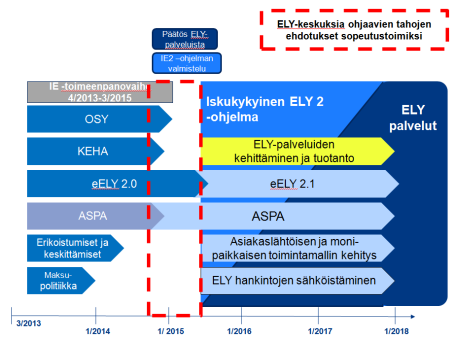 Päätös ELY-
palveluista
IE2 –ohjelman
valmistelu
ELY-keskuksia ohjaavien tahojen
ehdotukset sopeutustoimiksi
IE -toimeenpanovaihe
4/2013-3/2015
OSY
KEHA
eELY 2.0
ASPA
Erikoistumiset ja
keskittämiset
Maksu-
politiikka
Iskukykyinen ELY 2
-ohjelma
ELY-palveluiden
kehittäminen ja tuotanto
eELY 2.1
ASPA
Asiakaslähtöisen ja moni-
paikkaisen toimintamallin kehitys
ELY hankintojen sähköistäminen
ELY
palvelut
3/2013
1/2014
1/ 2015
1/2016
1/2017
1/2018